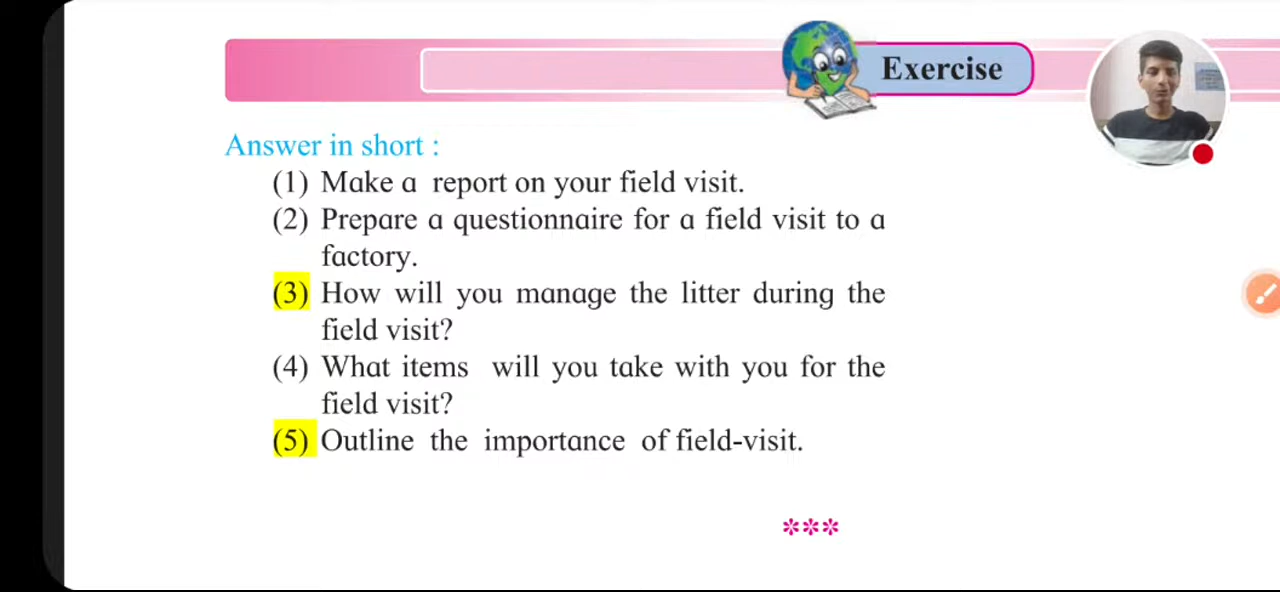 Exercise
Answer in short :
(1) Make a report on your field visit.
(2) Prepare a questionnaire for a field visit to a
factory.
(3) How will you manage the litter during the
field visit?
(4) What items will you take with you for the
field visit?
(5) Outline the importance of field-visit.
***